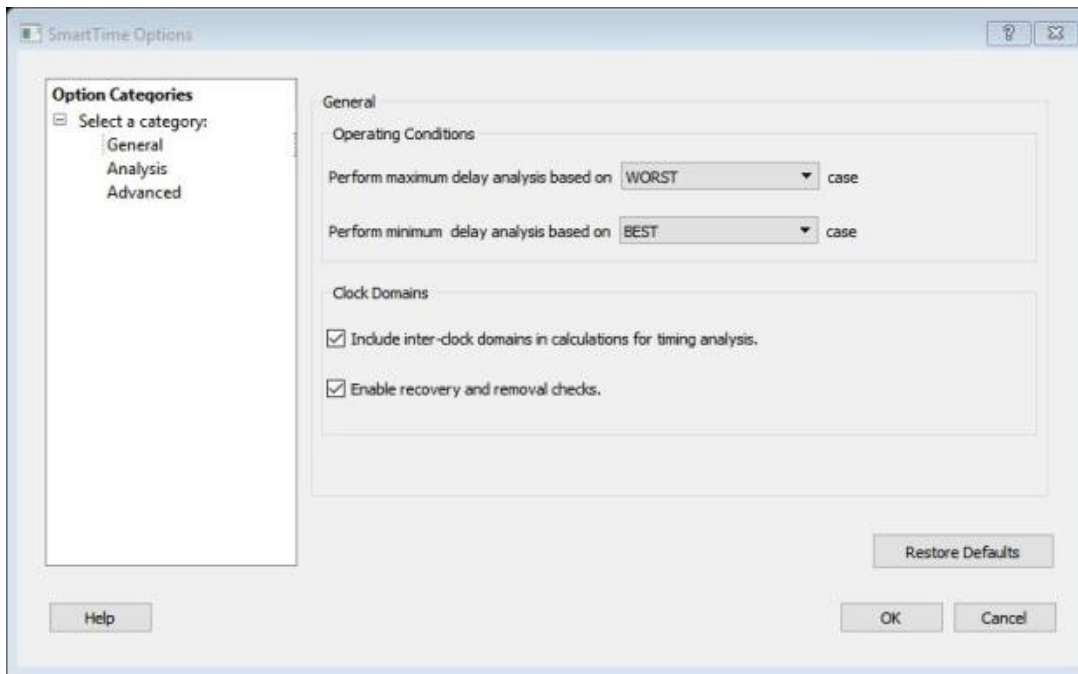 SmartTime Options
Option Categories
Select a category:
General
Analysis
Advanced
General
Operating Conditions
Perform maximum delay analysis based on WORST case
Perform minimum delay analysis based on BEST case
Clock Domains
Include inter-clock domains in calculations for timing analysis.
Enable recovery and removal checks.
Restore Defaults
Help OK Cancel